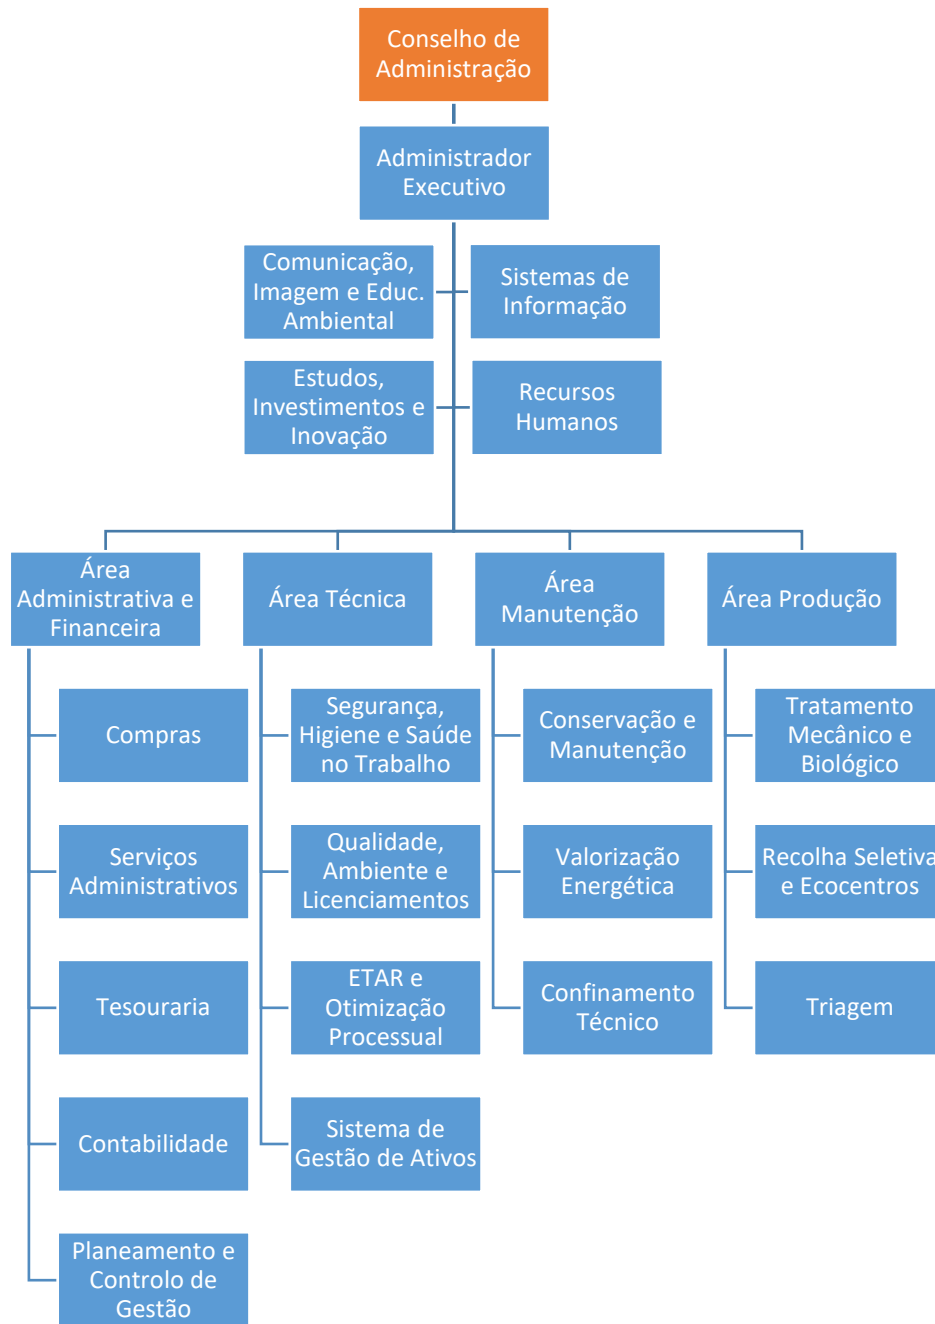 Conselho de
Administração
Administrador
Executivo
Comunicação,
Imagem e Educ.
Ambiental
Sistemas de
Informação
Estudos,
Investimentos e
Inovação
Recursos
Humanos
Área
Administrativa e
Financeira
Área Técnica
Área
Manutenção
Área Produção
Compras
Serviços
Administrativos
Tesouraria
Contabilidade
Planeamento e
Controlo de
Gestão
Segurança,
Higiene e Saúde
no Trabalho
Qualidade,
Ambiente e
Licenciamentos
ETAR e
Otimização
Processual
Sistema de
Gestão de Ativos
Conservação e
Manutenção
Valorização
Energética
Confinamento
Técnico
Tratamento
Mecânico e
Biológico
Recolha Seletiva
e Ecocentros
Triagem